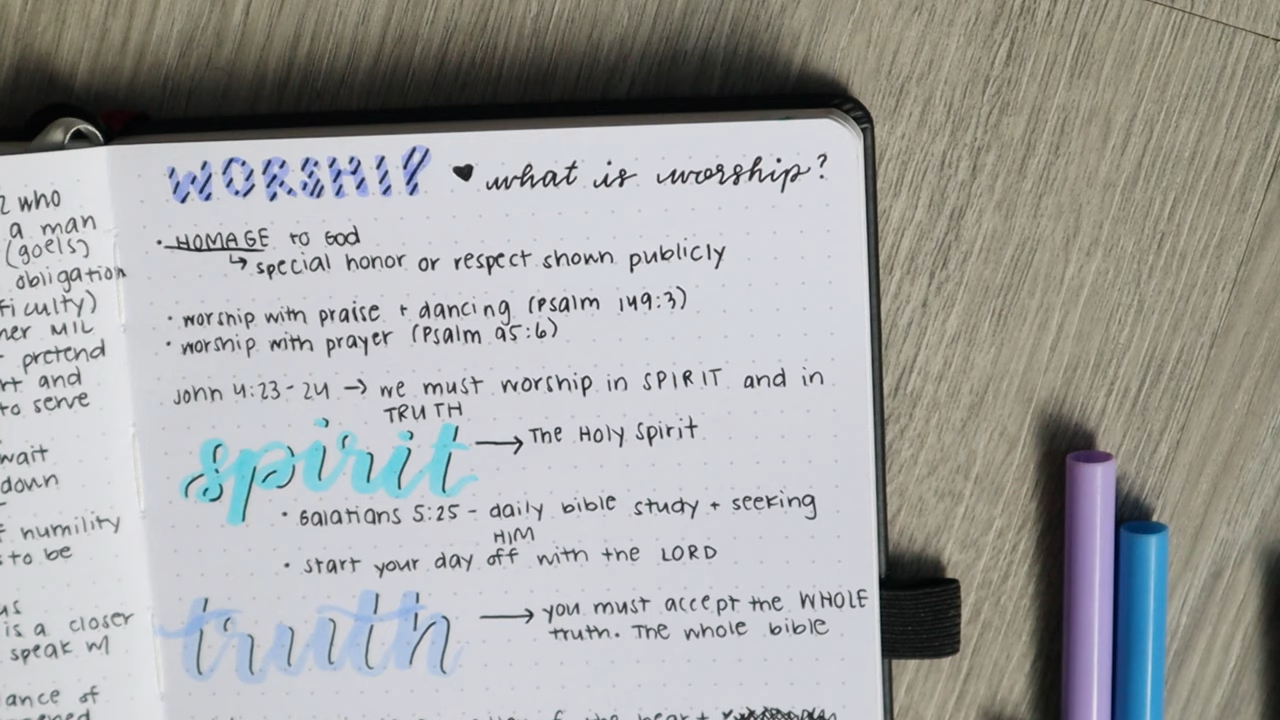 who
a man
(goels)
obligation
ficulty)
her MIL
pretend
and
to serve
wait
down
humility
to be
is a closer
speak w/
ance of
WORSHIP ♥ what is worship?
• HOMAGE to God
↳ special honor or respect shown publicly
• worship with praise + dancing (Psalm 149:3)
• worship with prayer (Psalm 95:6)
John 4:23-24 → we must worship in SPIRIT and in
TRUTH
spirit → The Holy Spirit
• Galatians 5:25 - daily bible study + seeking
HIM
• start your day off with the LORD
truth → you must accept the WHOLE
truth. The whole bible